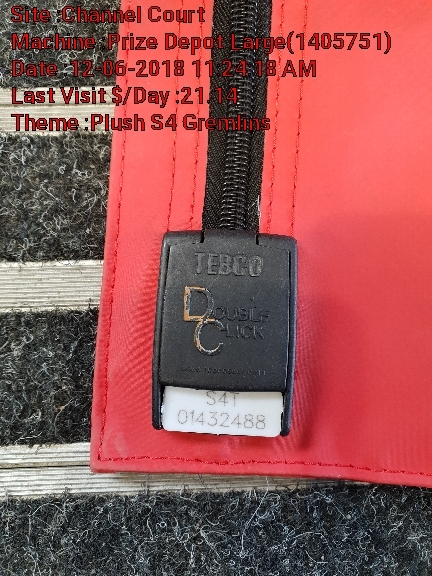 Site :Channel Court
Machine :Prize Depot Large(1405751)
Date :12-06-2018 11:24:18 AM
Last Visit $/Day :21.14
Theme :Plush S4 Gremlins
TEBCO
DOUBLE
CLICK
S4T
01432488